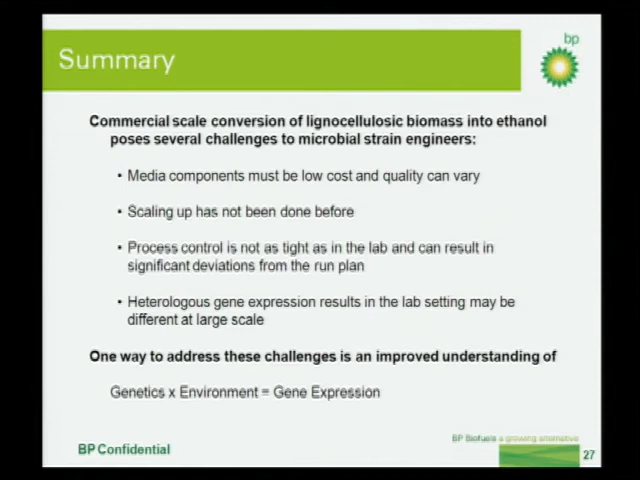 bp
Summary
Commercial scale conversion of lignocellulosic biomass into ethanol
poses several challenges to microbial strain engineers:
• Media components must be low cost and quality can vary
• Scaling up has not been done before
• Process control is not as tight as in the lab and can result in
significant deviations from the run plan
• Heterologous gene expression results in the lab setting may be
different at large scale
One way to address these challenges is an improved understanding of
Genetics x Environment = Gene Expression
BP Biofuels a growing alternative
BP Confidential
27